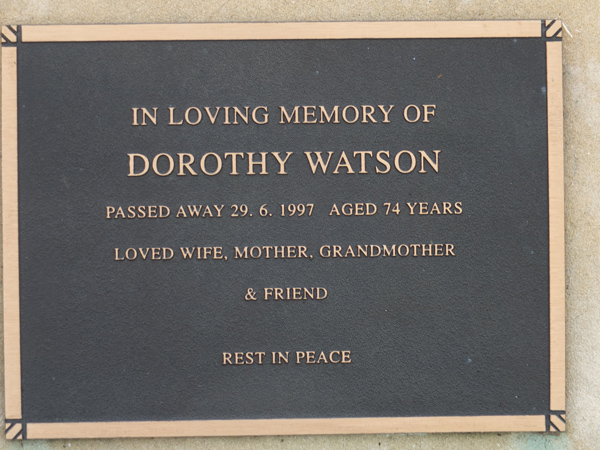 IN LOVING MEMORY OF
DOROTHY WATSON
PASSED AWAY 29. 6. 1997 AGED 74 YEARS
LOVED WIFE, MOTHER, GRANDMOTHER
& FRIEND
REST IN PEACE